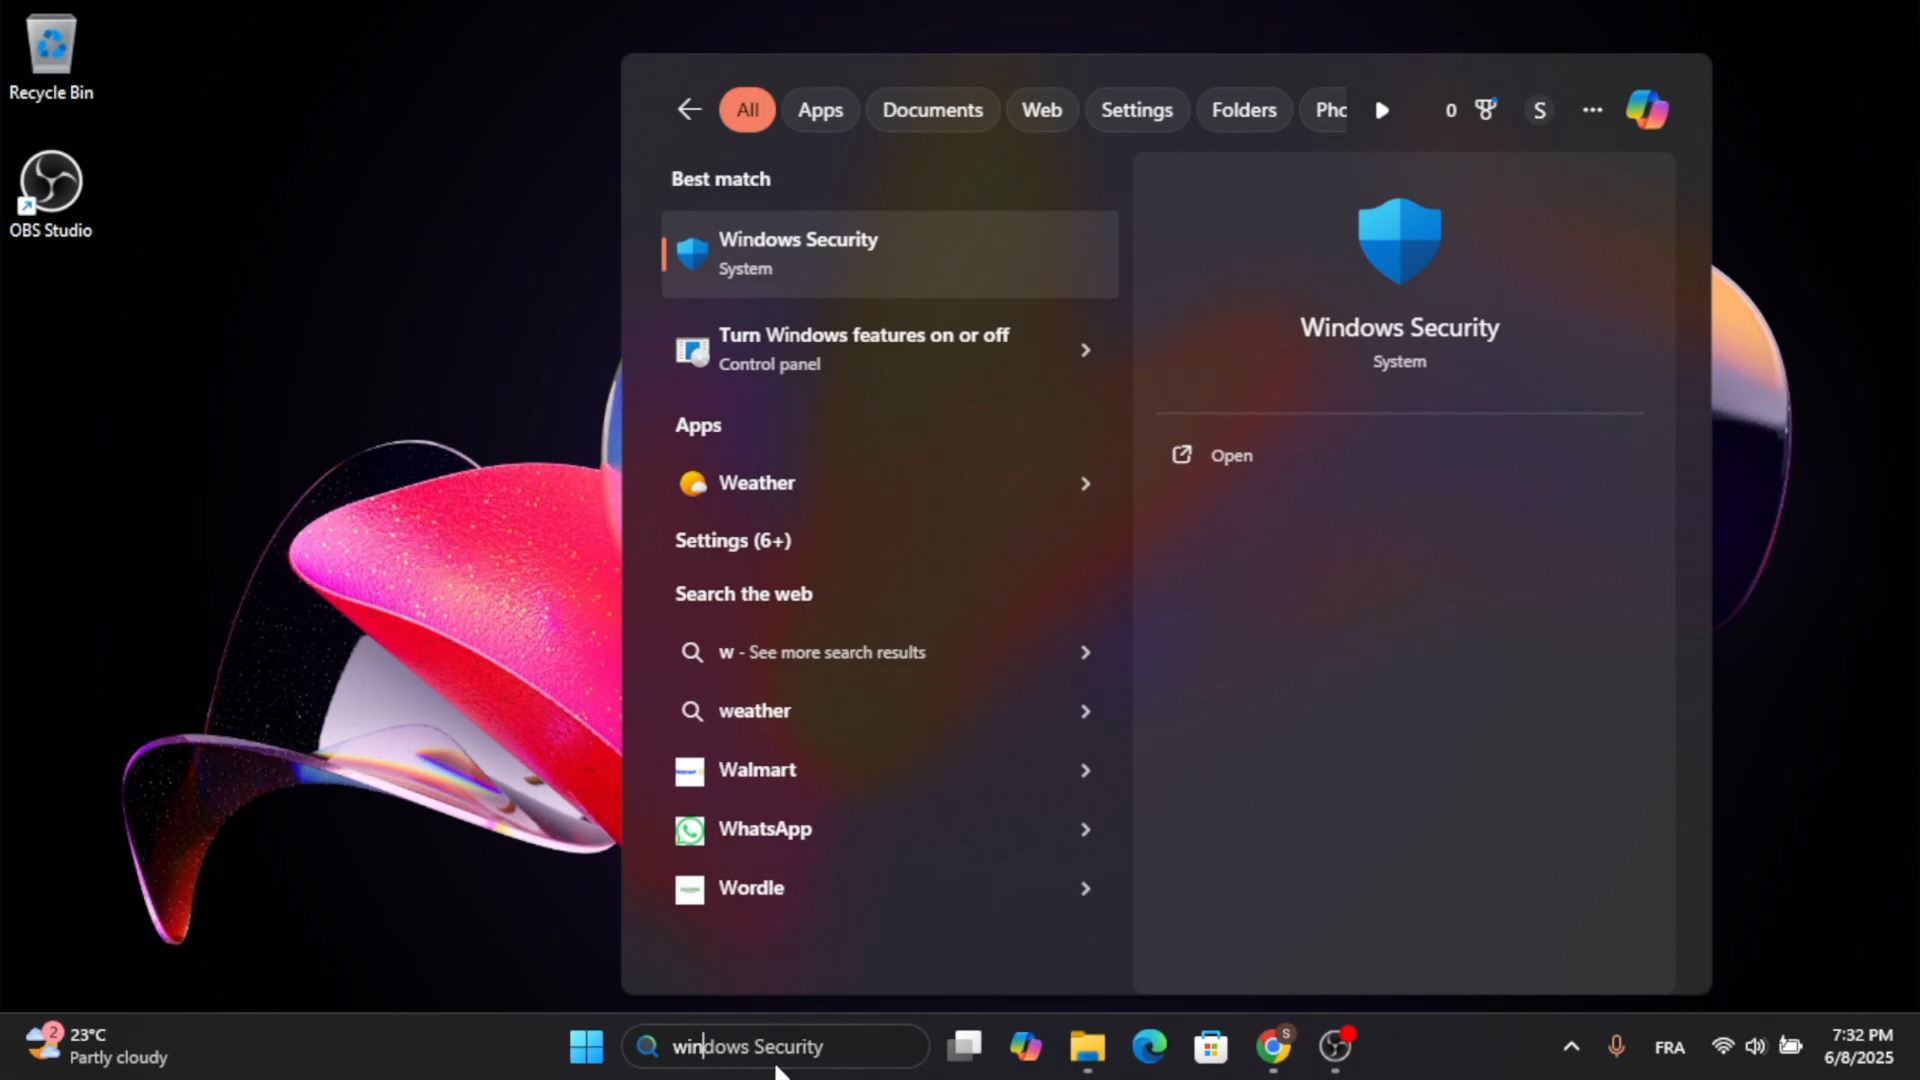 Recycle Bin
OBS Studio
All
Apps
Documents
Web
Settings
Folders
Pho
0
S
Best match
Windows Security
System
Turn Windows features on or off
Control panel
Apps
Weather
Settings (6+)
Search the web
w - See more search results
weather
Walmart
WhatsApp
Wordle
Windows Security
System
Open
2
23°C
Partly cloudy
windows Security
S
FRA
7:32 PM
6/8/2025